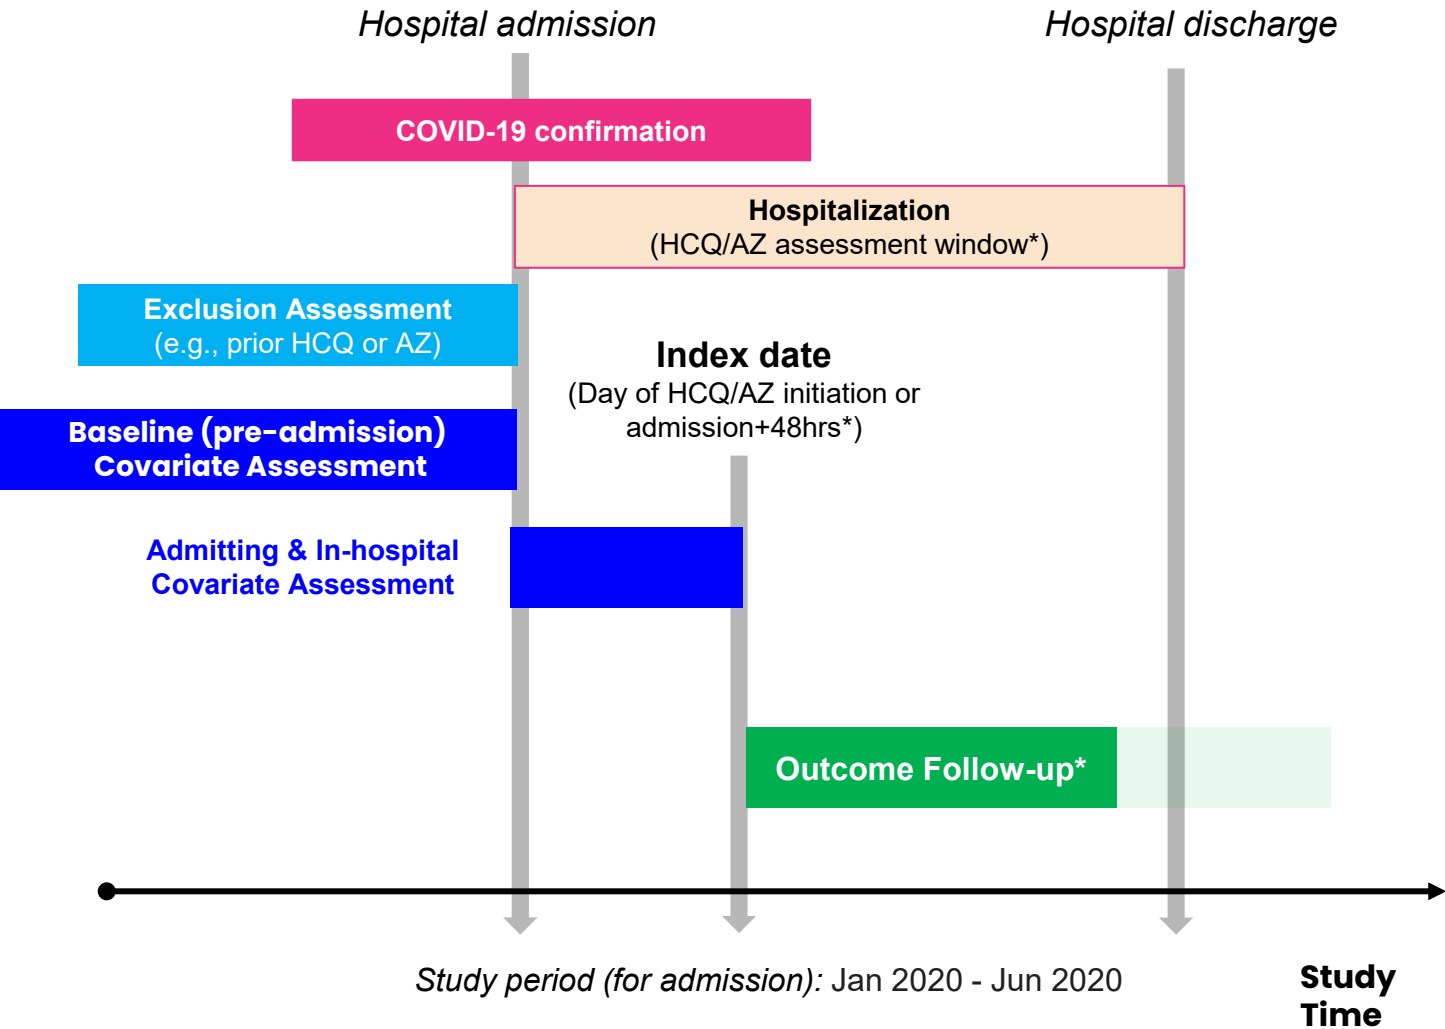 Hospital admission
Hospital discharge
COVID-19 confirmation
Hospitalization
(HCQ/AZ assessment window*)
Exclusion Assessment
(e.g., prior HCQ or AZ)
Index date
(Day of HCQ/AZ initiation or
admission+48hrs*)
Baseline (pre-admission)
Covariate Assessment
Admitting & In-hospital
Covariate Assessment
Outcome Follow-up*
Study period (for admission): Jan 2020 - Jun 2020
Study
Time